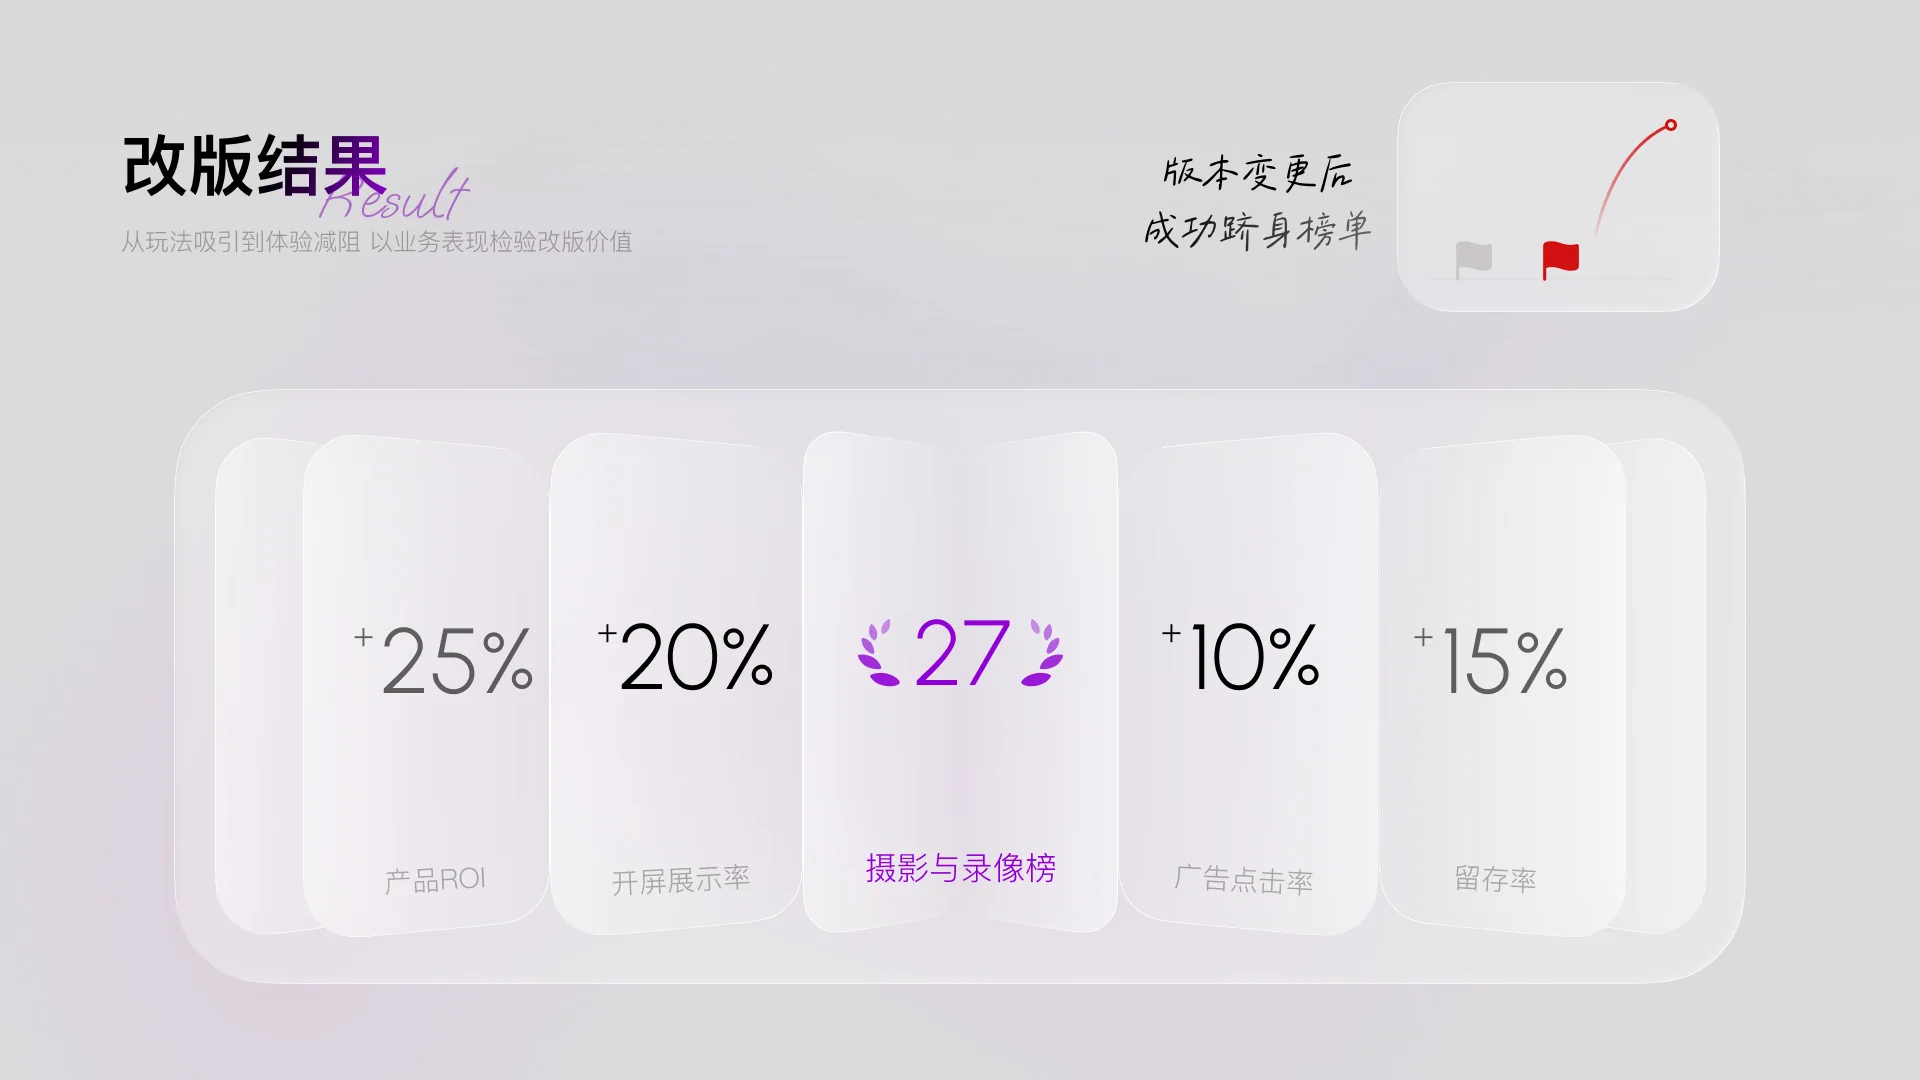 改版结果
Result
从玩法吸引到体验减阻 以业务表现检验改版价值
版本变更后
成功跻身榜单
+25%
产品ROI
+20%
开屏展示率
27
摄影与录像榜
+10%
广告点击率
+15%
留存率